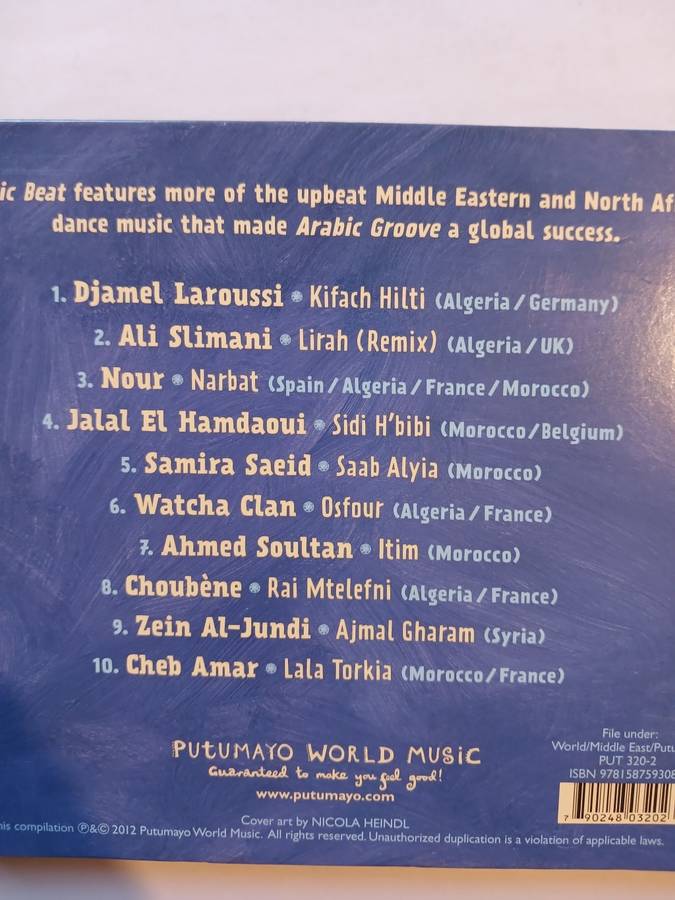 ic Beat features more of the upbeat Middle Eastern and North Af
dance music that made Arabic Groove a global success.
1. Djamel Laroussi • Kifach Hilti (Algeria / Germany)
2. Ali Slimani • Lirah (Remix) (Algeria / UK)
3. Nour • Narbat (Spain / Algeria / France / Morocco)
4. Jalal El Hamdaoui • Sidi H'bibi (Morocco / Belgium)
5. Samira Saeid • Saab Alyia (Morocco)
6. Watcha Clan • Osfour (Algeria / France)
7. Ahmed Soultan • Itim (Morocco)
8. Choubène • Rai Mtelefni (Algeria / France)
9. Zein Al-Jundi • Ajmal Gharam (Syria)
10. Cheb Amar • Lala Torkia (Morocco / France)
PUTUMAYO WORLD MUSiC
Guaranteed to make you feel good!
www.putumayo.com
File under:
World/Middle East/Putu
PUT 320-2
ISBN 978158759308
7 90248 03202
Cover art by NICOLA HEINDL
his compilation ℗&© 2012 Putumayo World Music. All rights reserved. Unauthorized duplication is a violation of applicable laws.